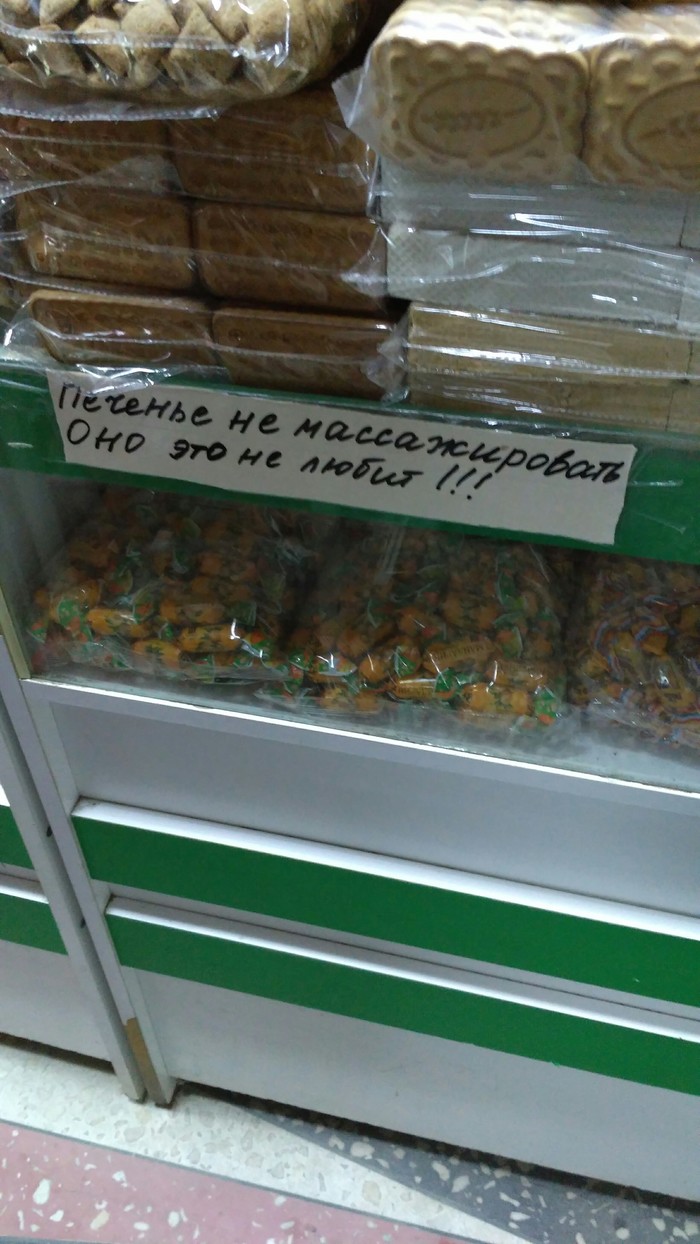 Печенье не массажировать
Оно это не любит !!!